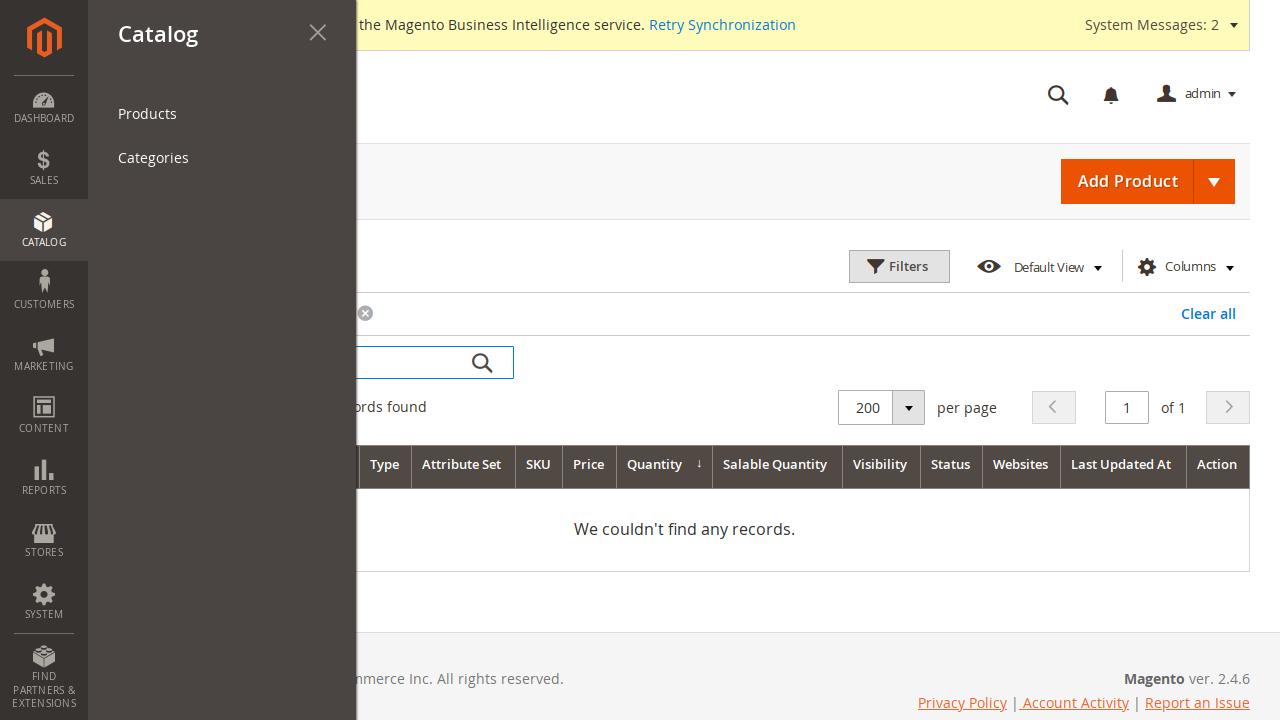 Catalog
the Magento Business Intelligence service. Retry Synchronization
System Messages: 2
admin
DASHBOARD
Products
SALES
Categories
Add Product
CATALOG
Filters
Default View
Columns
CUSTOMERS
Clear all
MARKETING
ords found
200
per page
1
of 1
CONTENT
Type
Attribute Set
SKU
Price
Quantity ↓
Salable Quantity
Visibility
Status
Websites
Last Updated At
Action
REPORTS
We couldn't find any records.
STORES
SYSTEM
FIND
PARTNERS &
EXTENSIONS
mmerce Inc. All rights reserved.
Magento ver. 2.4.6
Privacy Policy | Account Activity | Report an Issue